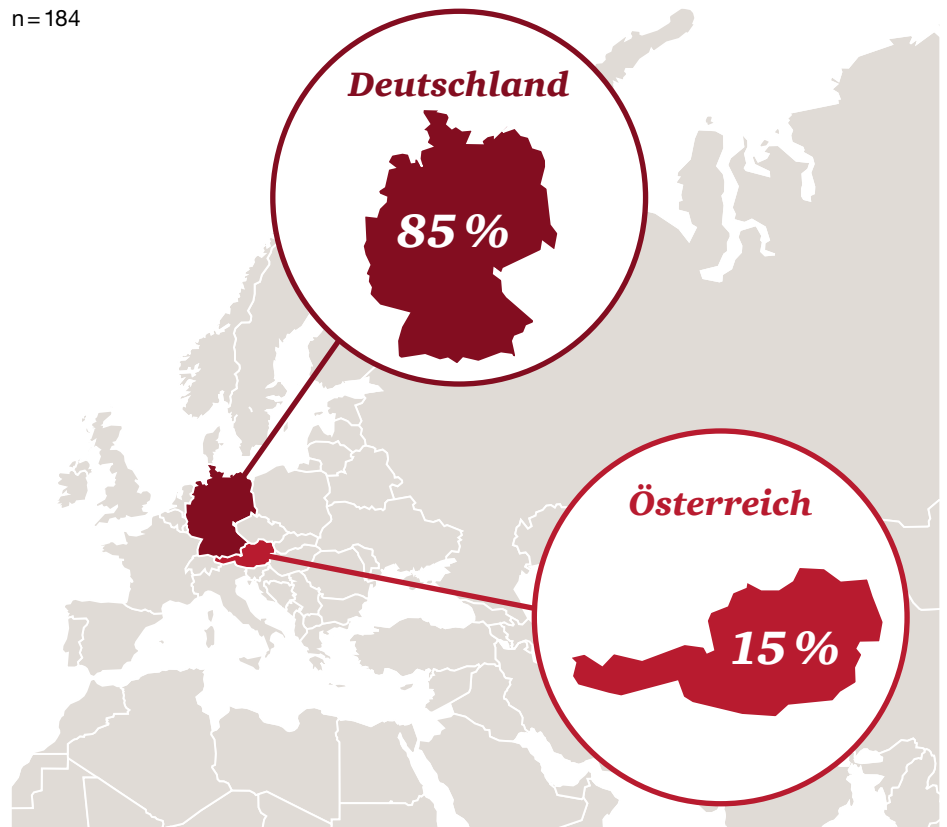 n = 184
Deutschland
85 %
Österreich
15 %